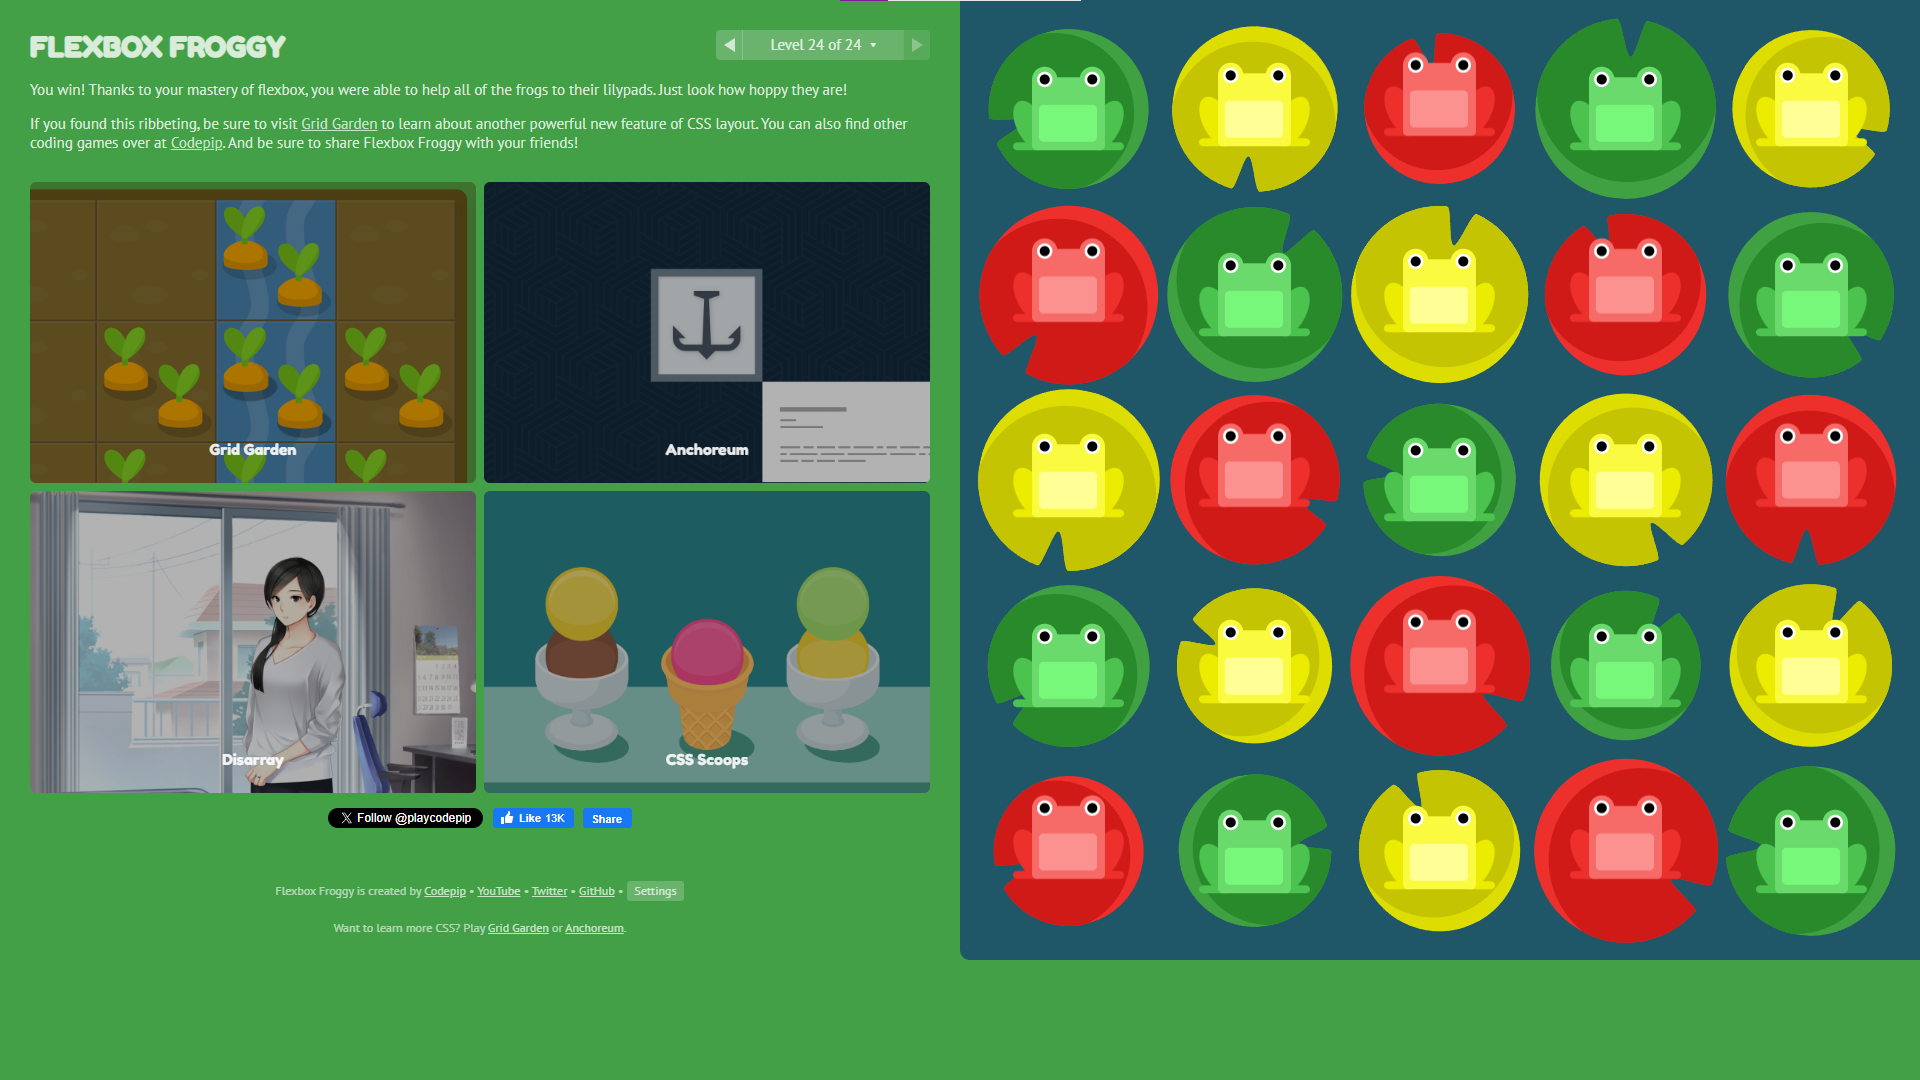 FLEXBOX FROGGY
Level 24 of 24
You win! Thanks to your mastery of flexbox, you were able to help all of the frogs to their lilypads. Just look how hoppy they are!
If you found this ribbeting, be sure to visit Grid Garden to learn about another powerful new feature of CSS layout. You can also find other
coding games over at Codepip. And be sure to share Flexbox Froggy with your friends!
Grid Garden
Anchoreum
Disarray
CSS Scoops
Follow @playcodepip
Like 13K
Share
Flexbox Froggy is created by Codepip • YouTube • Twitter • GitHub • Settings
Want to learn more CSS? Play Grid Garden or Anchoreum.